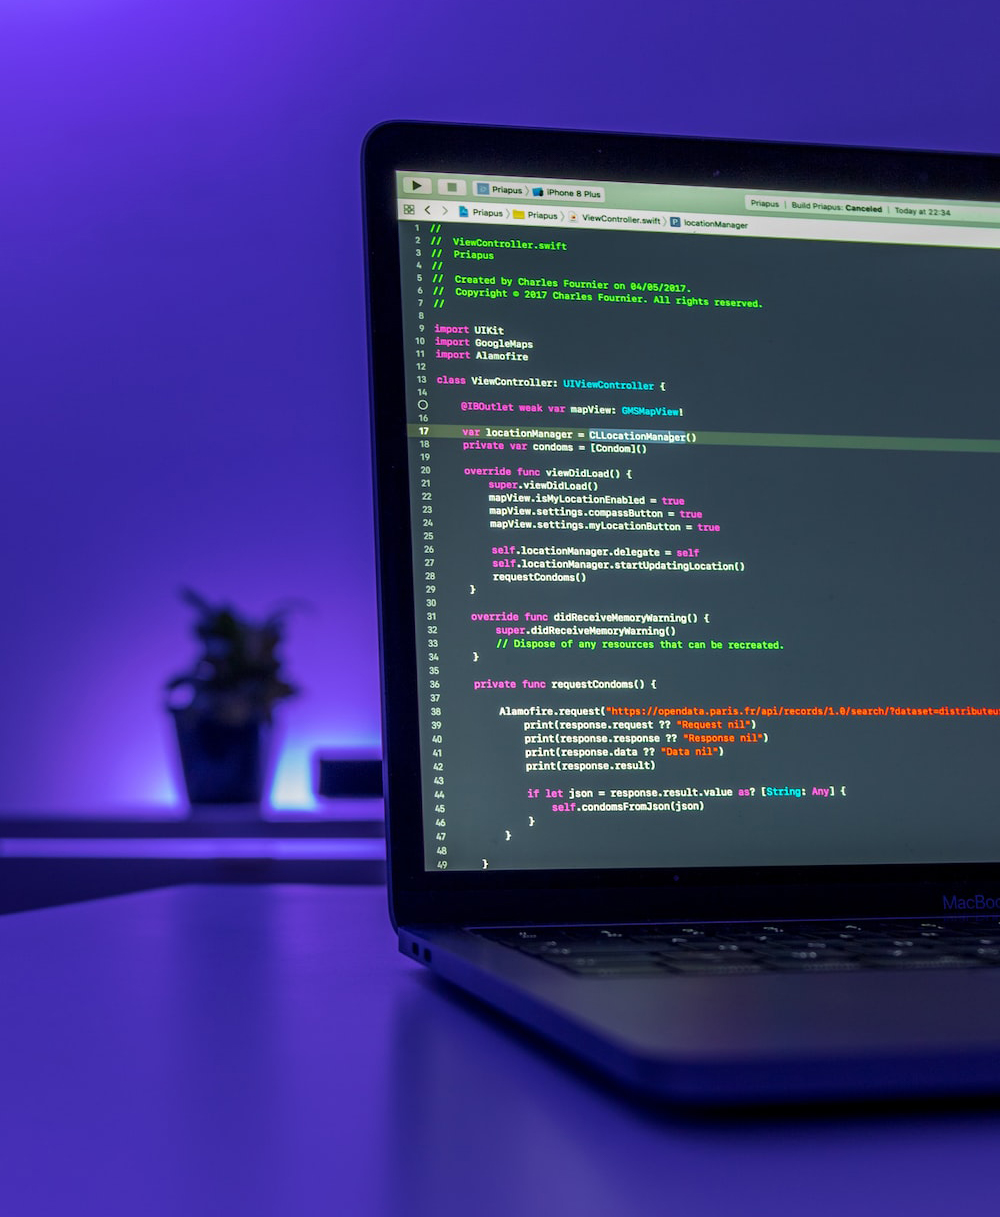 Priapus iPhone 8 Plus
Priapus | Build Priapus: Canceled | Today at 22:34
Priapus Priapus ViewController.swift locationManager
1 //
2 // ViewController.swift
3 // Priapus
4 //
5 // Created by Charles Fournier on 04/05/2017.
6 // Copyright © 2017 Charles Fournier. All rights reserved.
7 //
8
9 import UIKit
10 import GoogleMaps
11 import Alamofire
12
13 class ViewController: UIViewController {
14
@IBOutlet weak var mapView: GMSMapView!
16
17 var locationManager = CLLocationManager()
18 private var condoms = [Condom]()
19
20 override func viewDidLoad() {
21 super.viewDidLoad()
22 mapView.isMyLocationEnabled = true
23 mapView.settings.compassButton = true
24 mapView.settings.myLocationButton = true
25
26 self.locationManager.delegate = self
27 self.locationManager.startUpdatingLocation()
28 requestCondoms()
29 }
30
31 override func didReceiveMemoryWarning() {
32 super.didReceiveMemoryWarning()
33 // Dispose of any resources that can be recreated.
34 }
35
36 private func requestCondoms() {
37
38 Alamofire.request("https://opendata.paris.fr/api/records/1.0/search/?dataset=distributeu
39 print(response.request ?? "Request nil")
40 print(response.response ?? "Response nil")
41 print(response.data ?? "Data nil")
42 print(response.result)
43
44 if let json = response.result.value as? [String: Any] {
45 self.condomsFromJson(json)
46 }
47 }
48
49 }
MacBoo